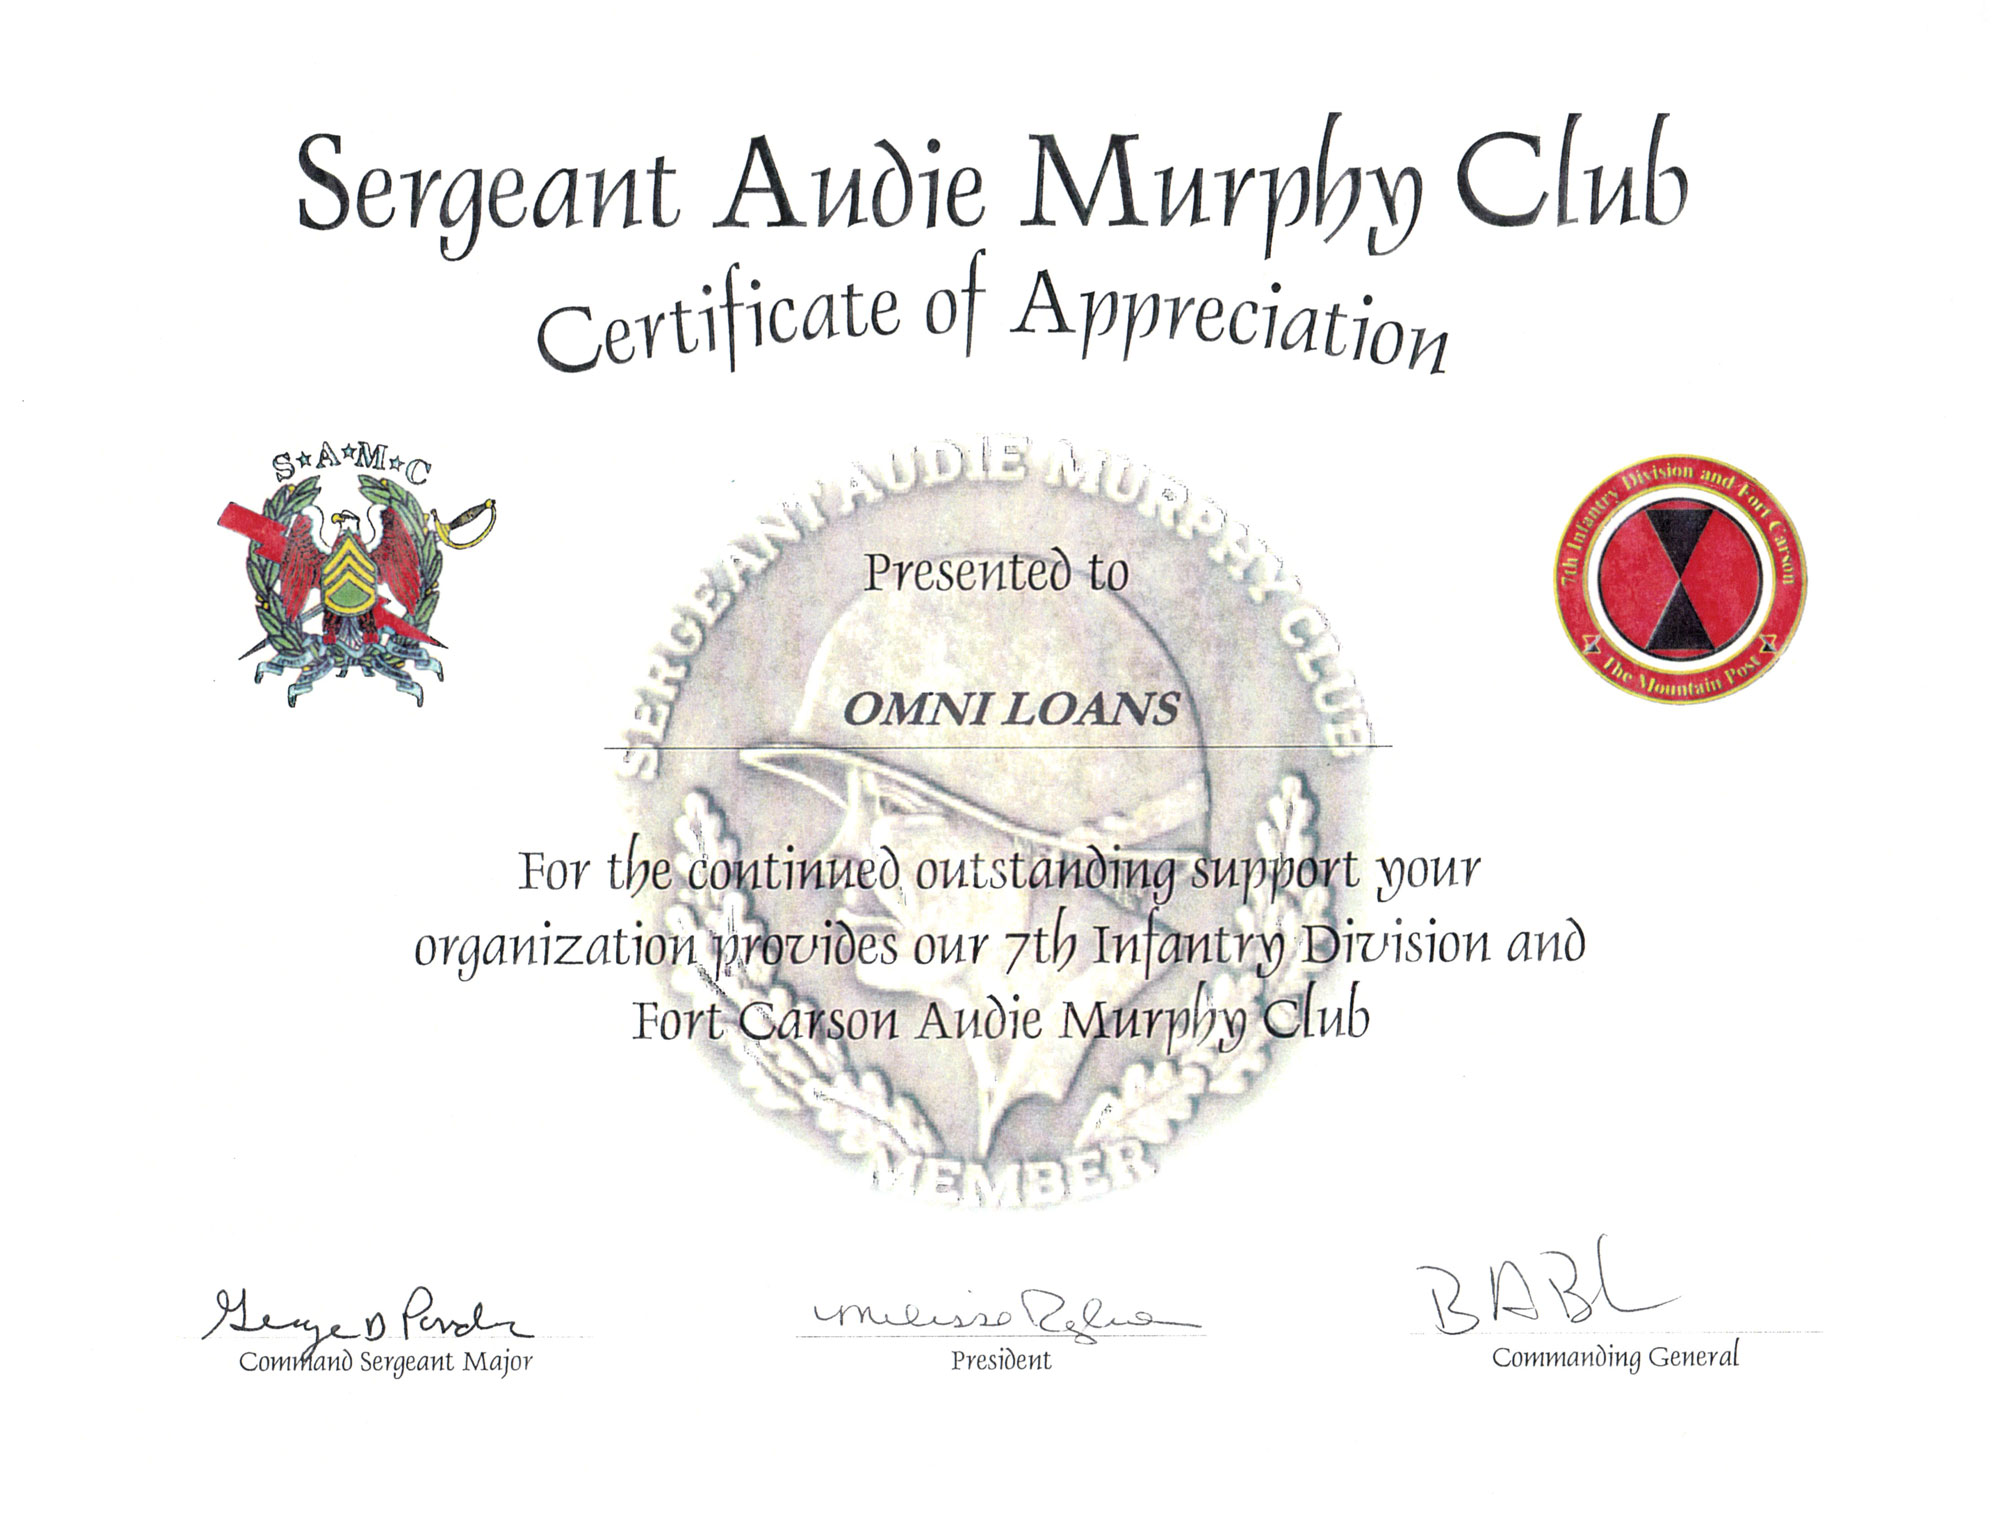 Sergeant Audie Murphy Club
Certificate of Appreciation
S★A★M★C
7th Infantry Division and Fort Carson
The Mountain Post
SERGEANT AUDIE MURPHY CLUB
Presented to
OMNI LOANS
For the continued outstanding support your
organization provides our 7th Infantry Division and
Fort Carson Audie Murphy Club
MEMBER
George D
Melissa
Command Sergeant Major
President
Commanding General